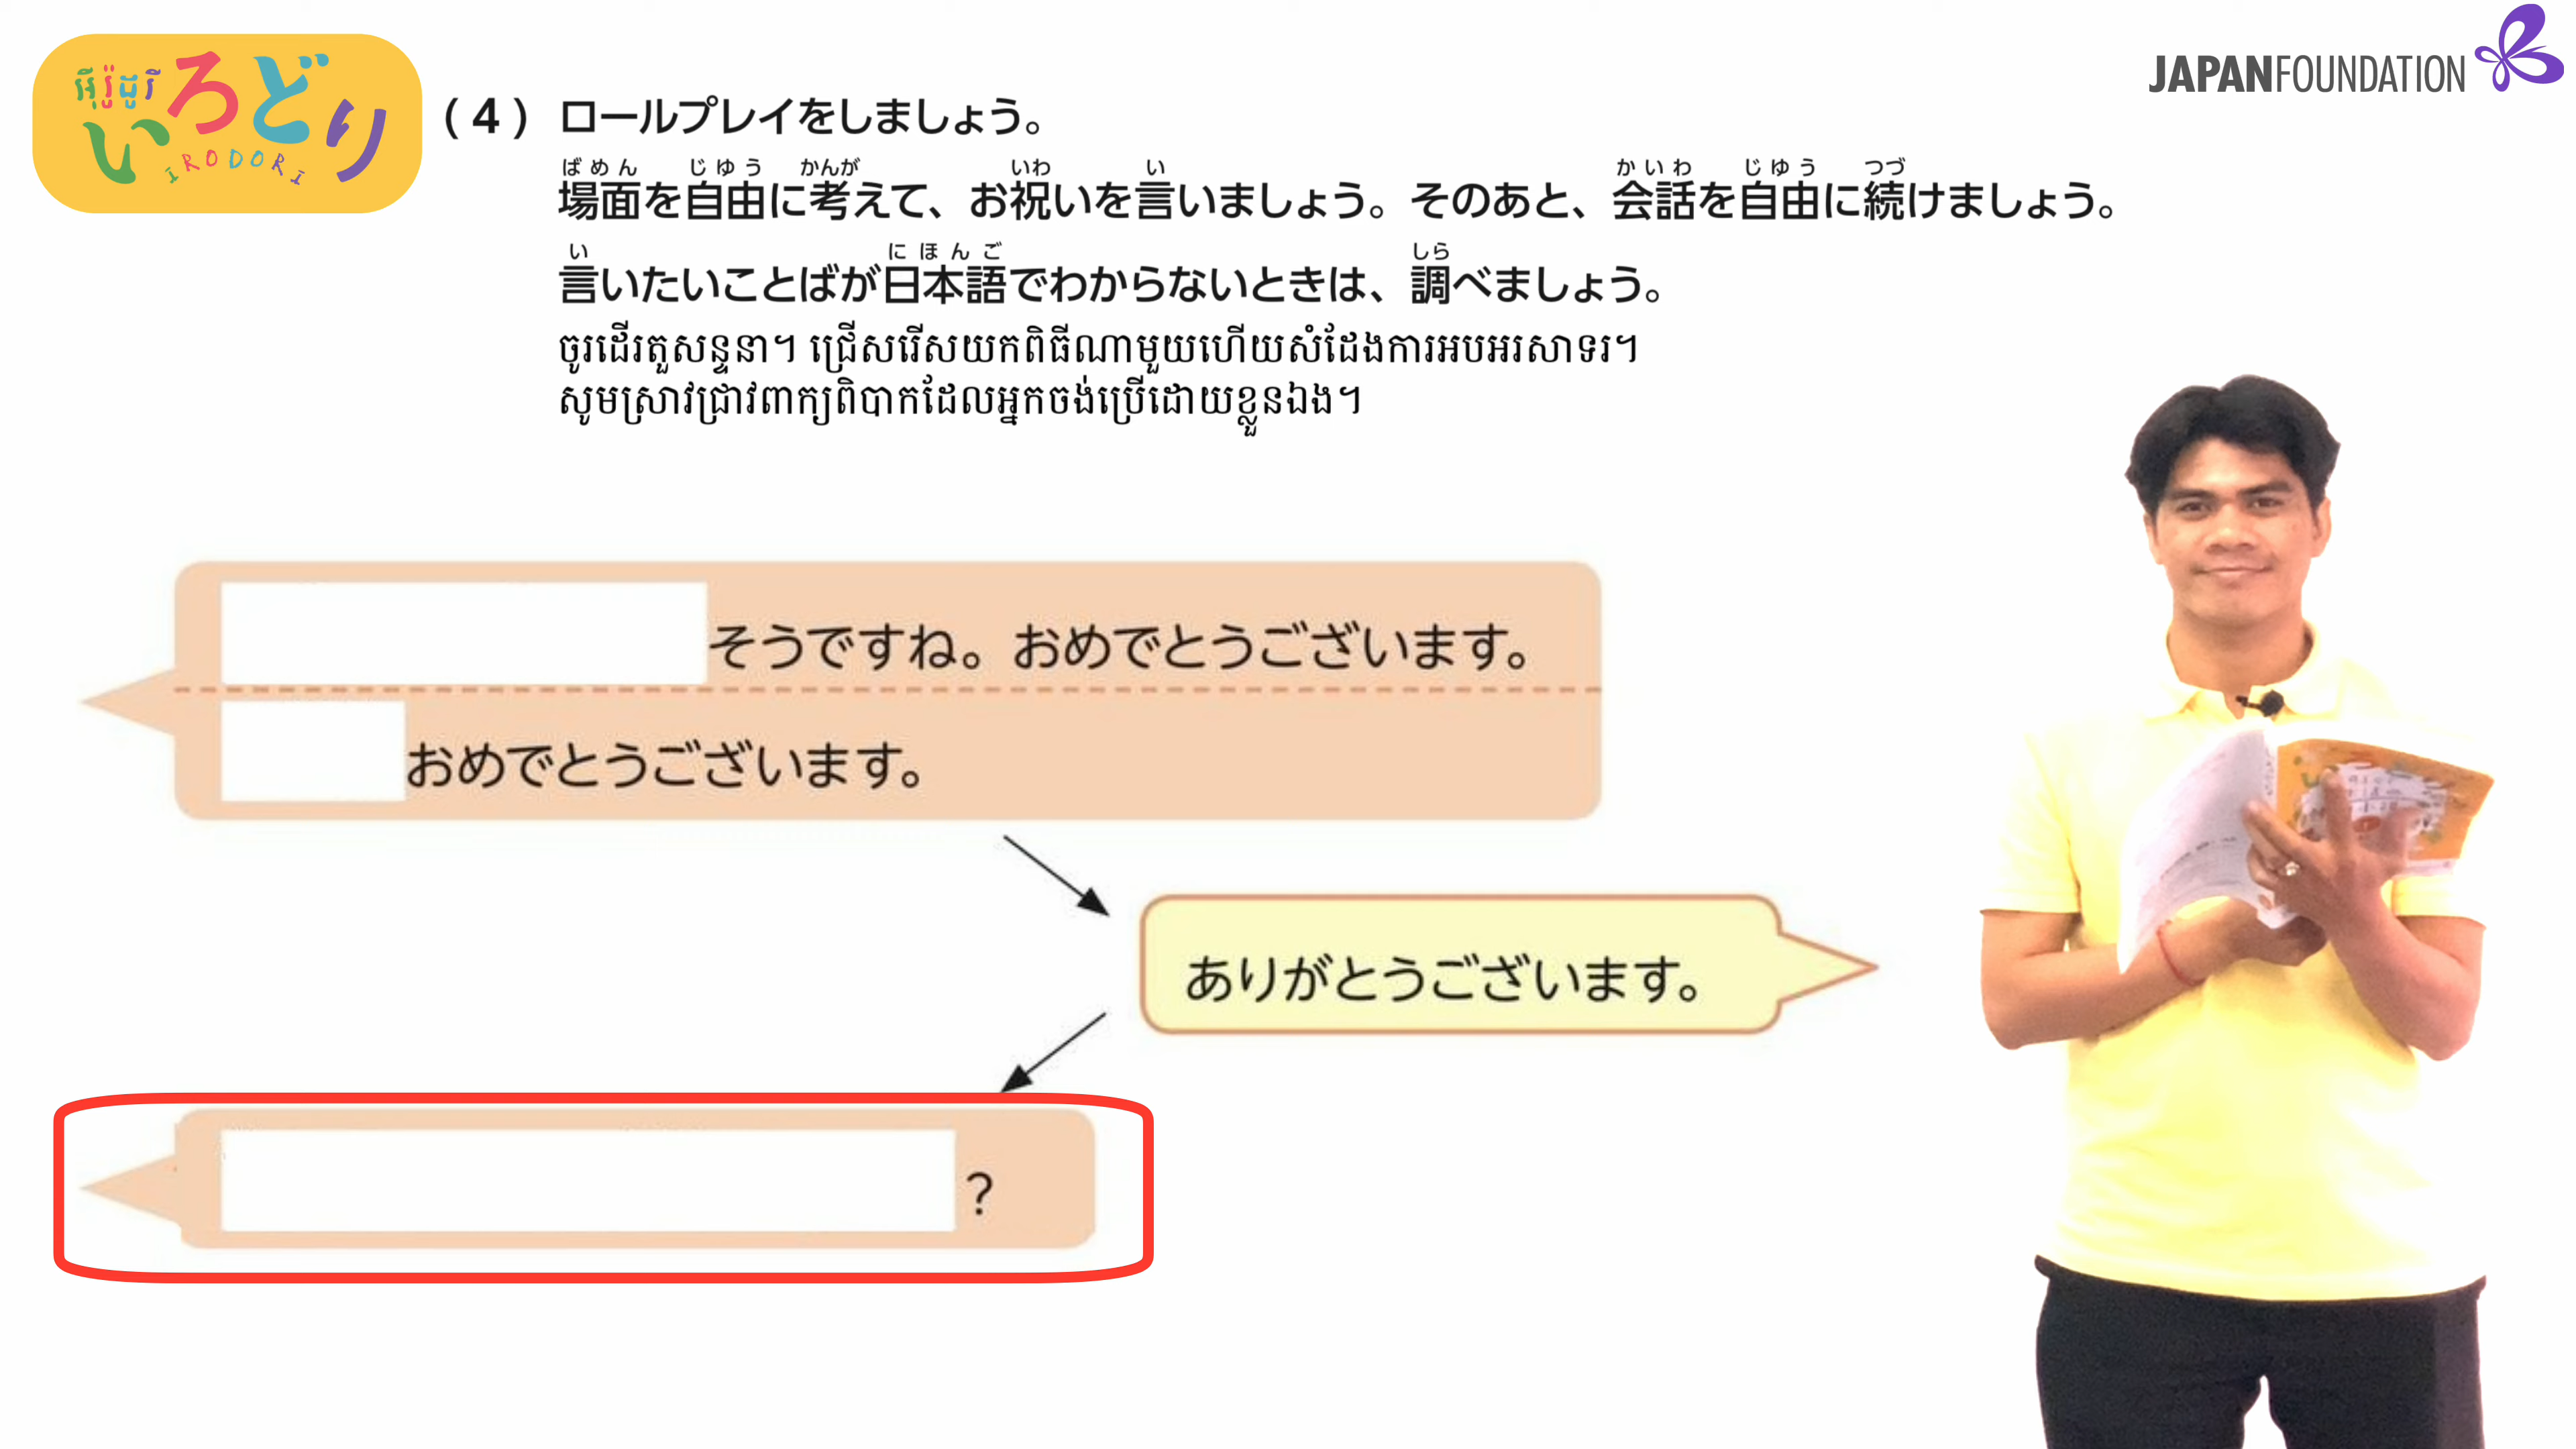 អ៊ីរ៉ូដូរី
いろどり
IRODORI
JAPANFOUNDATION
(4) ロールプレイをしましょう。
ばめん じゆう かんが いわ い かいわ じゆう つづ
場面を自由に考えて、お祝いを言いましょう。そのあと、会話を自由に続けましょう。
い にほんご しら
言いたいことばが日本語でわからないときは、調べましょう。
ចូរដើរតួសន្ទនា។ ជ្រើសរើសយកពិធីណាមួយហើយសំដែងការអបអរសាទរ។
សូមស្រាវជ្រាវពាក្យពិបាកដែលអ្នកចង់ប្រើដោយខ្លួនឯង។
そうですね。おめでとうございます。
おめでとうございます。
ありがとうございます。
?